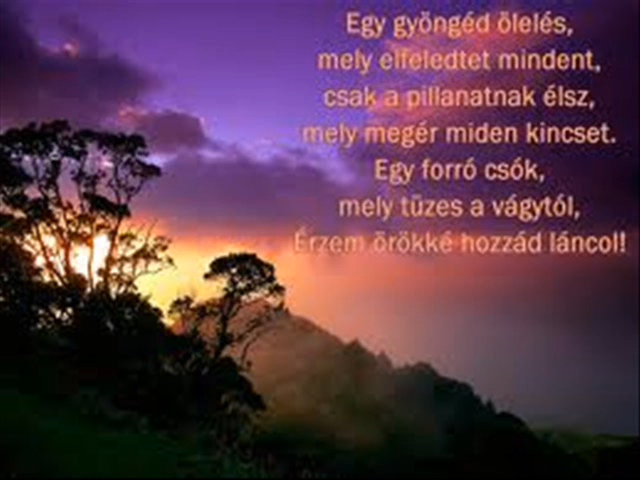 Egy gyöngéd ölelés,
mely elfeledtet mindent,
csak a pillanatnak élsz,
mely megér miden kincset.
Egy forró csók,
mely tüzes a vágytól,
Érzem örökké hozzád láncol!